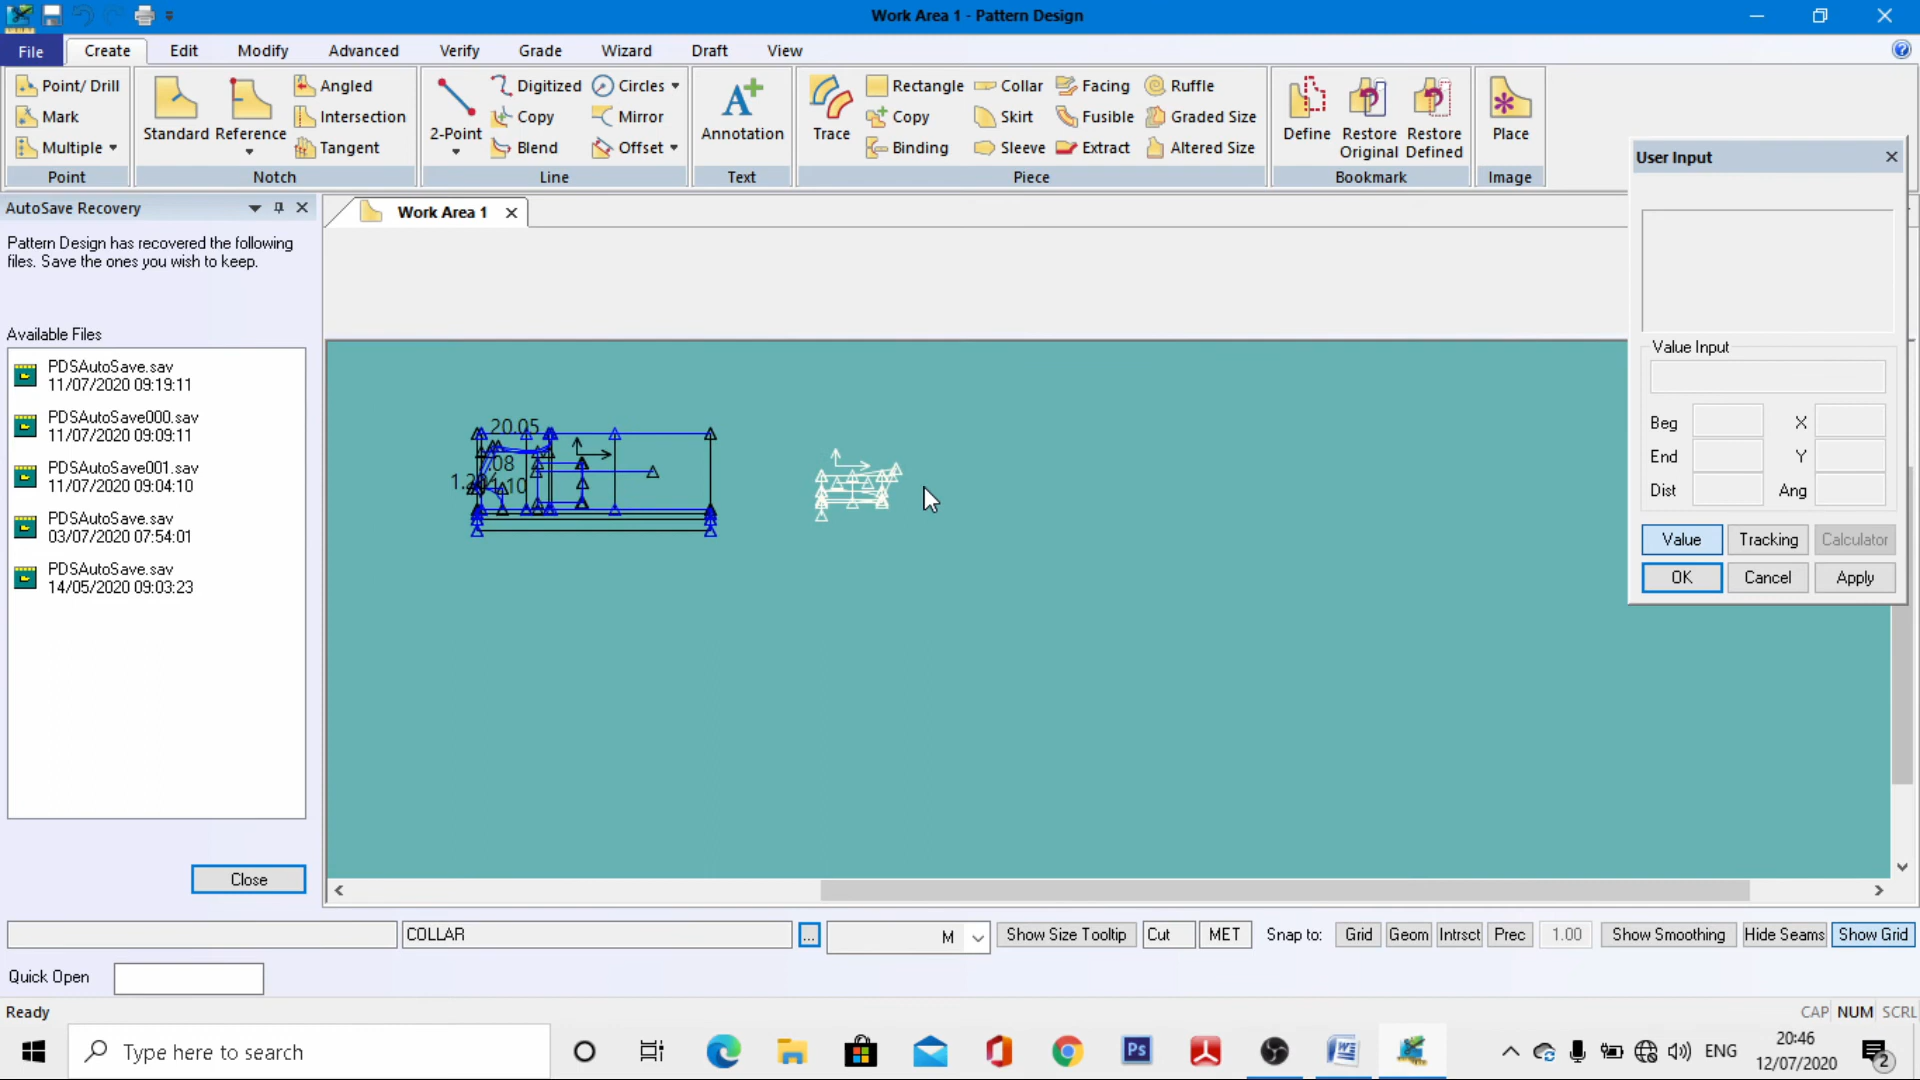 Work Area 1 - Pattern Design
File Create Edit Modify Advanced Verify Grade Wizard Draft View
Point/ Drill
Mark
Multiple
Point
Standard
Reference
Angled
Intersection
Tangent
Notch
2-Point
Digitized
Copy
Blend
Circles
Mirror
Offset
Line
Annotation
Text
Trace
Rectangle
Copy
Binding
Collar
Skirt
Sleeve
Facing
Fusible
Extract
Ruffle
Graded Size
Altered Size
Piece
Define
Restore
Original
Restore
Defined
Bookmark
Place
Image
AutoSave Recovery
Pattern Design has recovered the following
files. Save the ones you wish to keep.
Available Files
PDSAutoSave.sav
11/07/2020 09:19:11
PDSAutoSave000.sav
11/07/2020 09:09:11
PDSAutoSave001.sav
11/07/2020 09:04:10
PDSAutoSave.sav
03/07/2020 07:54:01
PDSAutoSave.sav
14/05/2020 09:03:23
Close
Work Area 1
20.05
User Input
Value Input
Beg X
End Y
Dist Ang
Value Tracking Calculator
OK Cancel Apply
COLLAR ... M Show Size Tooltip Cut MET Snap to: Grid Geom Intrsct Prec 1.00 Show Smoothing Hide Seams Show Grid
Quick Open
Ready
CAP NUM SCRL
Type here to search
Ps
ENG
20:46
12/07/2020
2